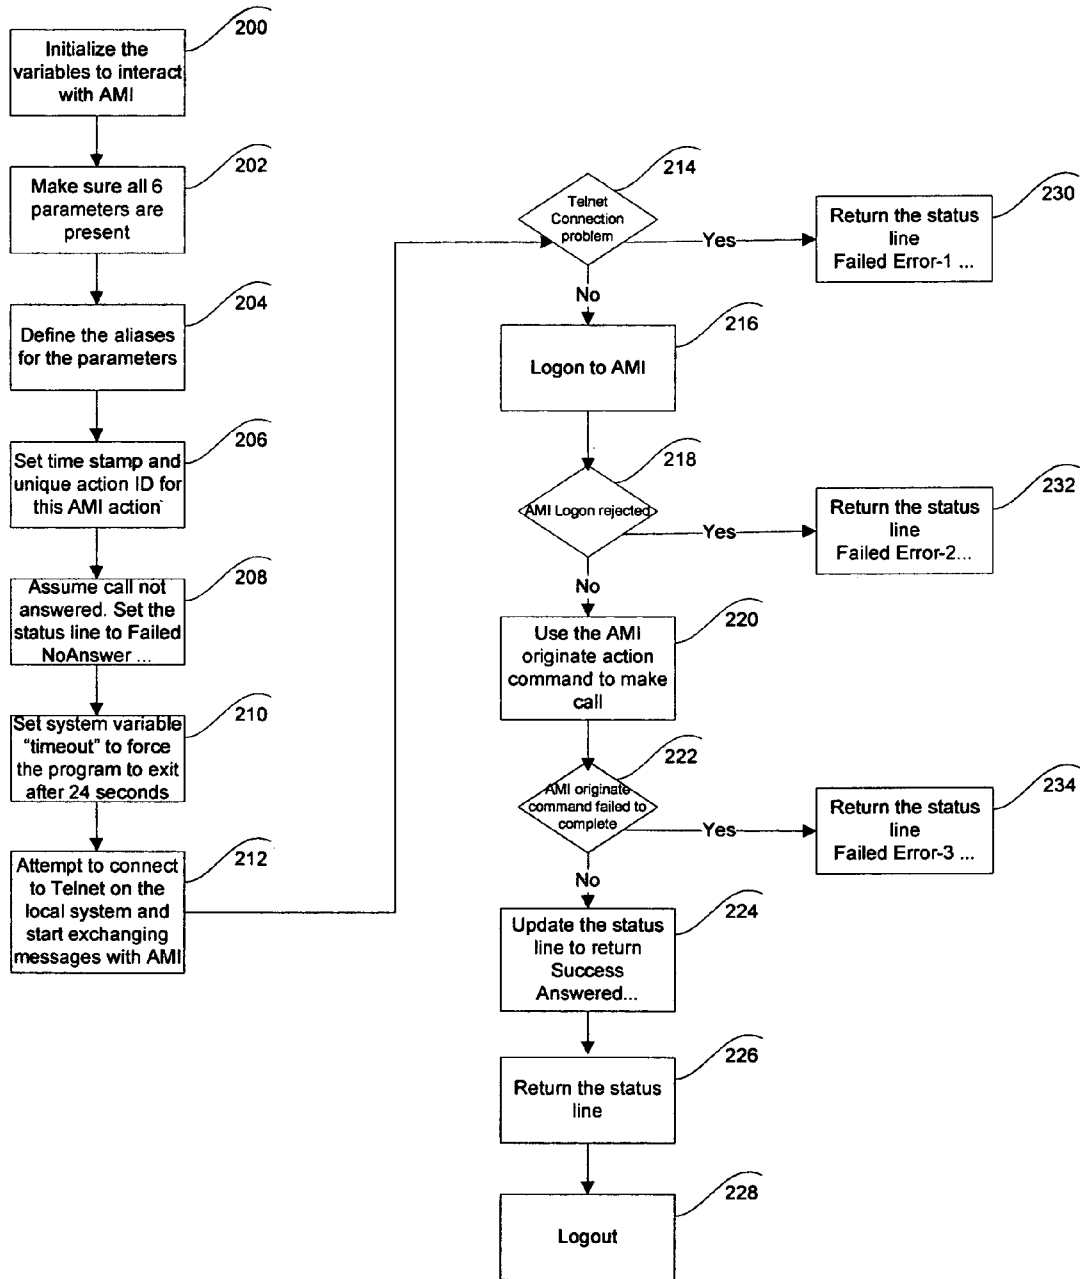 200
Initialize the
variables to interact
with AMI
202
Make sure all 6
parameters are
present
204
Define the aliases
for the parameters
206
Set time stamp and
unique action ID for
this AMI action
208
Assume call not
answered. Set the
status line to Failed
NoAnswer ...
210
Set system variable
“timeout” to force
the program to exit
after 24 seconds
212
Attempt to connect
to Telnet on the
local system and
start exchanging
messages with AMI
214
Telnet
Connection
problem
Yes
230
Return the status
line
Failed Error-1 ...
No
216
Logon to AMI
218
AMI Logon rejected
Yes
232
Return the status
line
Failed Error-2...
No
220
Use the AMI
originate action
command to make
call
222
AMI originate
command failed to
complete
Yes
234
Return the status
line
Failed Error-3 ...
No
224
Update the status
line to return
Success
Answered...
226
Return the status
line
228
Logout